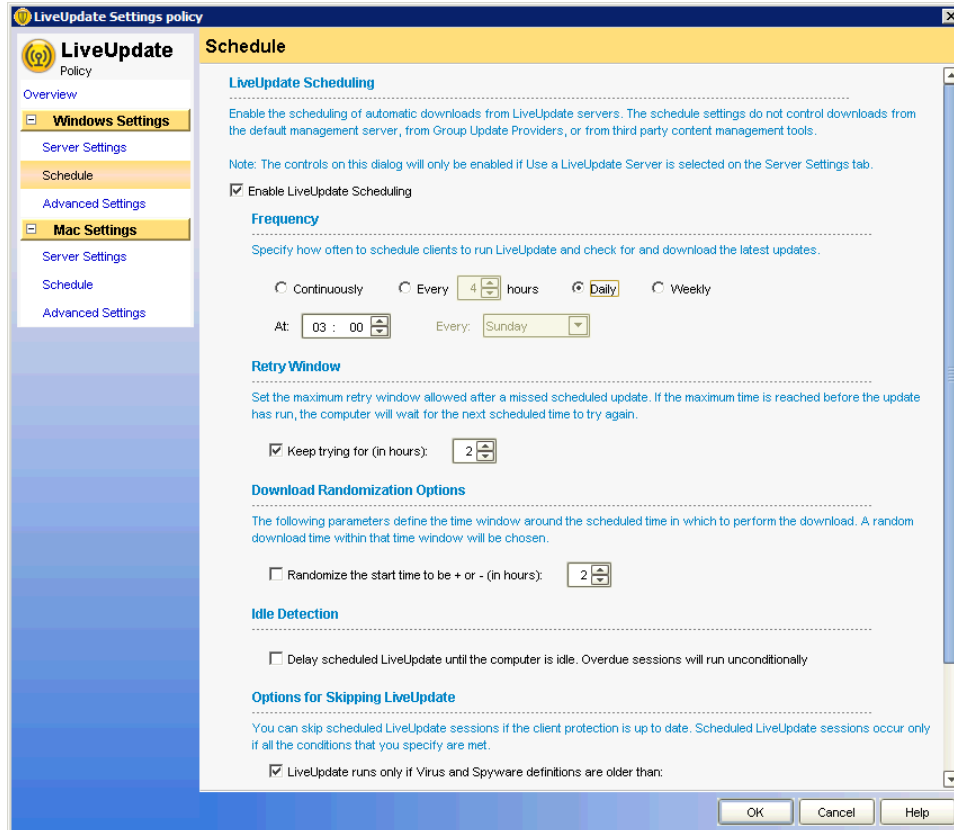 LiveUpdate Settings policy
LiveUpdate
Policy
Overview
Windows Settings
Server Settings
Schedule
Advanced Settings
Mac Settings
Server Settings
Schedule
Advanced Settings
Schedule
LiveUpdate Scheduling
Enable the scheduling of automatic downloads from LiveUpdate servers. The schedule settings do not control downloads from
the default management server, from Group Update Providers, or from third party content management tools.
Note: The controls on this dialog will only be enabled if Use a LiveUpdate Server is selected on the Server Settings tab.
Enable LiveUpdate Scheduling
Frequency
Specify how often to schedule clients to run LiveUpdate and check for and download the latest updates.
Continuously Every 4 hours Daily Weekly
At: 03 : 00 Every: Sunday
Retry Window
Set the maximum retry window allowed after a missed scheduled update. If the maximum time is reached before the update
has run, the computer will wait for the next scheduled time to try again.
Keep trying for (in hours): 2
Download Randomization Options
The following parameters define the time window around the scheduled time in which to perform the download. A random
download time within that time window will be chosen.
Randomize the start time to be + or - (in hours): 2
Idle Detection
Delay scheduled LiveUpdate until the computer is idle. Overdue sessions will run unconditionally
Options for Skipping LiveUpdate
You can skip scheduled LiveUpdate sessions if the client protection is up to date. Scheduled LiveUpdate sessions occur only
if all the conditions that you specify are met.
LiveUpdate runs only if Virus and Spyware definitions are older than:
OK Cancel Help